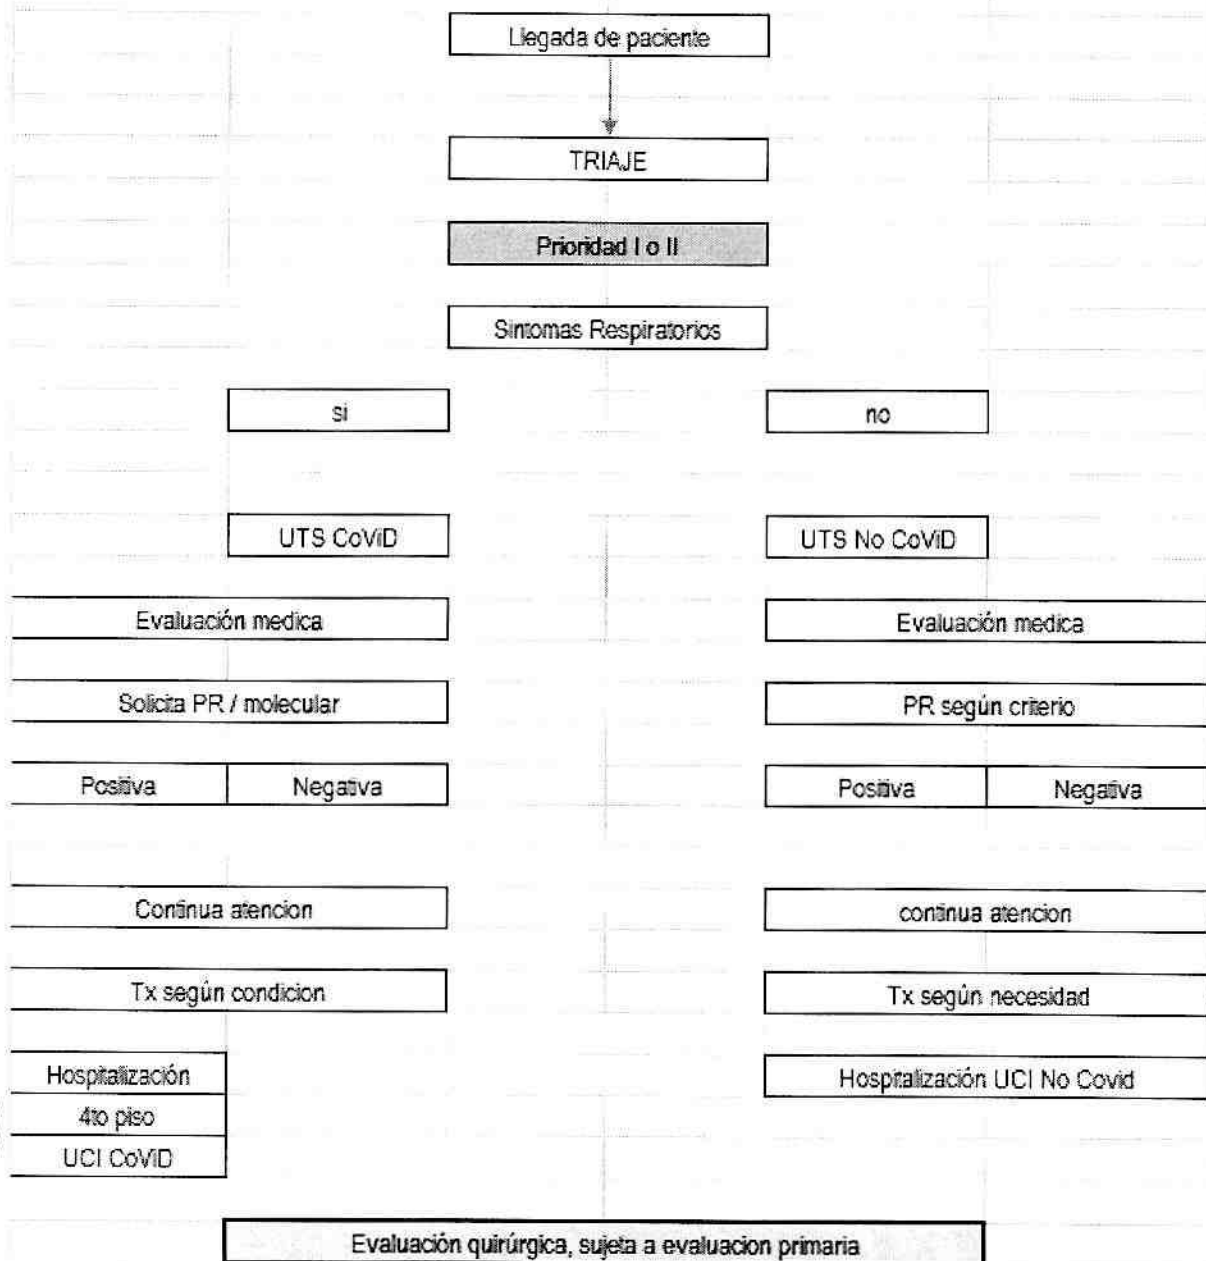 Llegada de paciente
TRIAJE
Prioridad I o II
Sintomas Respiratorios
si
no
UTS CoViD
UTS No CoViD
Evaluación medica
Evaluación medica
Solicita PR / molecular
PR según criterio
Positiva
Negativa
Positiva
Negativa
Continua atencion
continua atencion
Tx según condicion
Tx según necesidad
Hospitalización
Hospitalización UCI No Covid
4to piso
UCI CoViD
Evaluación quirúrgica, sujeta a evaluacion primaria